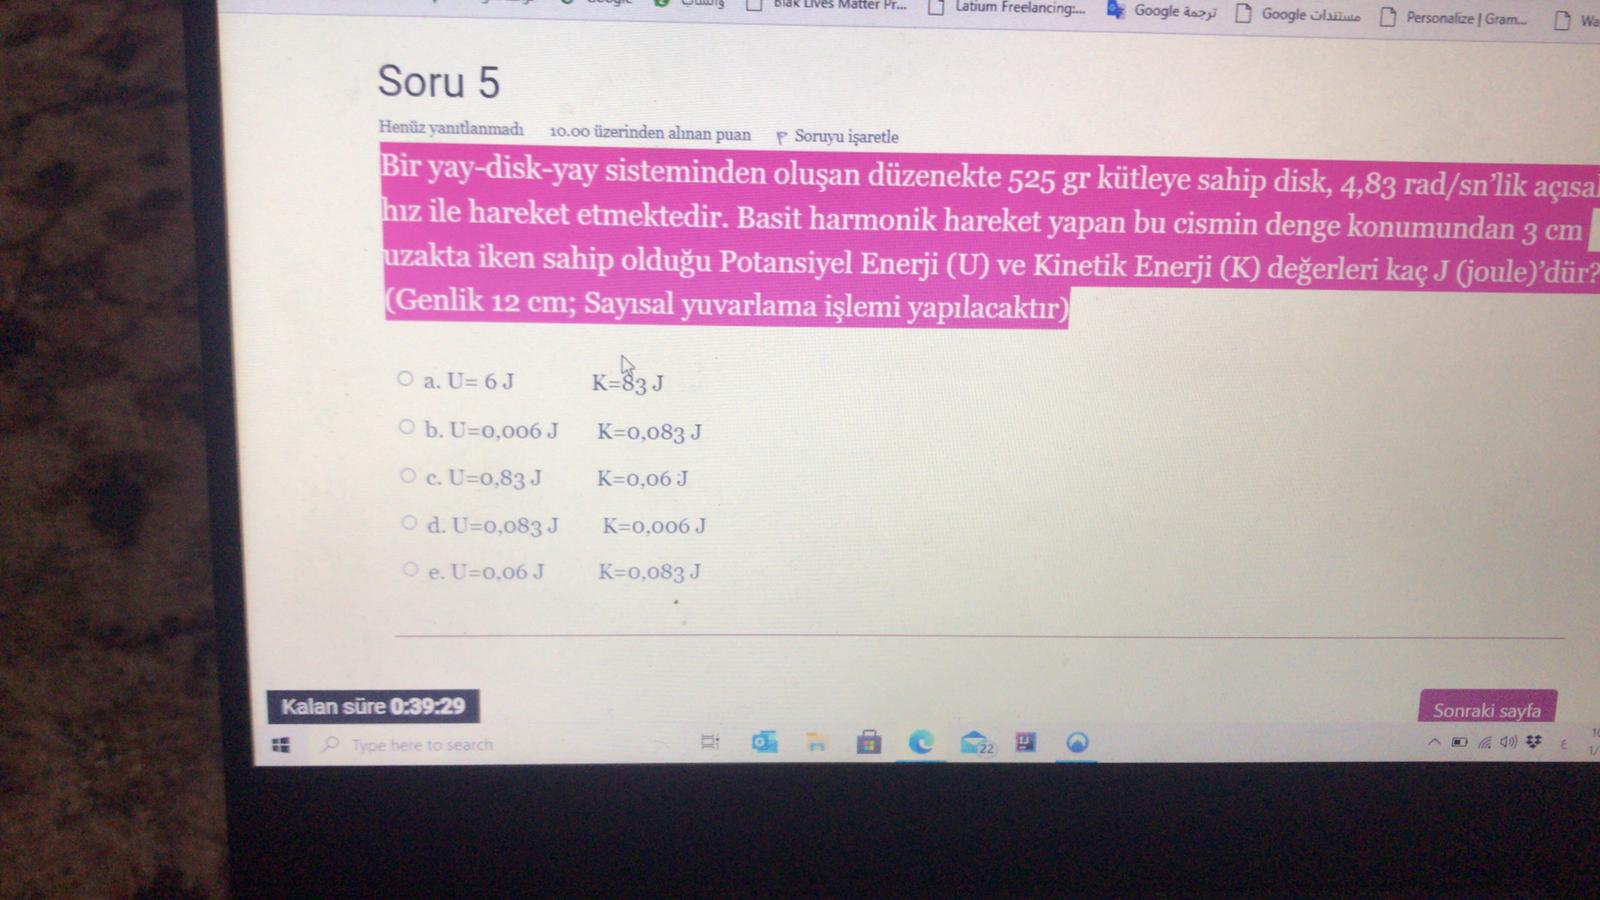 Google
واتساب
Blak Lives Matter Pr...
Latium Freelancing:...
ترجمة Google
مستندات Google
Personalize | Gram...
Soru 5
Henüz yanıtlanmadı 10.00 üzerinden alınan puan Soruyu işaretle
Bir yay-disk-yay sisteminden oluşan düzenekte 525 gr kütleye sahip disk, 4,83 rad/sn'lik açısal
hız ile hareket etmektedir. Basit harmonik hareket yapan bu cismin denge konumundan 3 cm
uzakta iken sahip olduğu Potansiyel Enerji (U) ve Kinetik Enerji (K) değerleri kaç J (joule)'dür?
(Genlik 12 cm; Sayısal yuvarlama işlemi yapılacaktır)
a. U= 6 J K=83 J
b. U=0,006 J K=0,083 J
c. U=0,83 J K=0,06 J
d. U=0,083 J K=0,006 J
e. U=0,06 J K=0,083 J
Kalan süre 0:39:29
Sonraki sayfa
Type here to search
22
ع